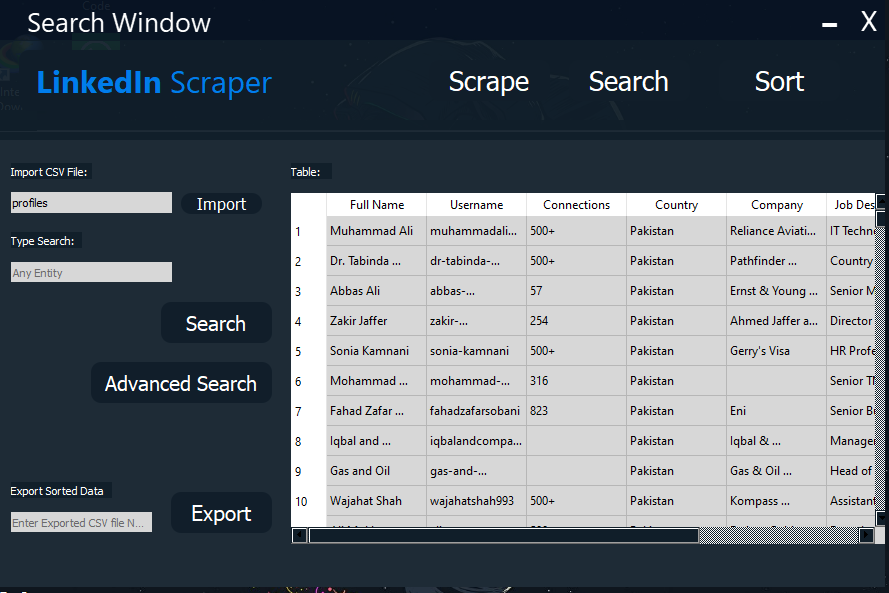 Search Window
X
LinkedIn Scraper
Scrape Search Sort
Import CSV File:
profiles
Import
Type Search:
Any Entity
Search
Advanced Search
Export Sorted Data
Enter Exported CSV file N...
Export
Table:
Full Name Username Connections Country Company Job Des
1 Muhammad Ali muhammadali... 500+ Pakistan Reliance Aviati... IT Techn
2 Dr. Tabinda ... dr-tabinda-... 500+ Pakistan Pathfinder ... Country
3 Abbas Ali abbas-... 57 Pakistan Ernst & Young ... Senior M
4 Zakir Jaffer zakir-... 254 Pakistan Ahmed Jaffer a... Director
5 Sonia Kamnani sonia-kamnani 500+ Pakistan Gerry's Visa HR Profe
6 Mohammad ... mohammad-... 316 Pakistan Senior Th
7 Fahad Zafar ... fahadzafarsobani 823 Pakistan Eni Senior Bu
8 Iqbal and ... iqbalandcompa... Pakistan Iqbal & ... Manager
9 Gas and Oil gas-and-... Pakistan Gas & Oil ... Head of
10 Wajahat Shah wajahatshah993 500+ Pakistan Kompass ... Assistant